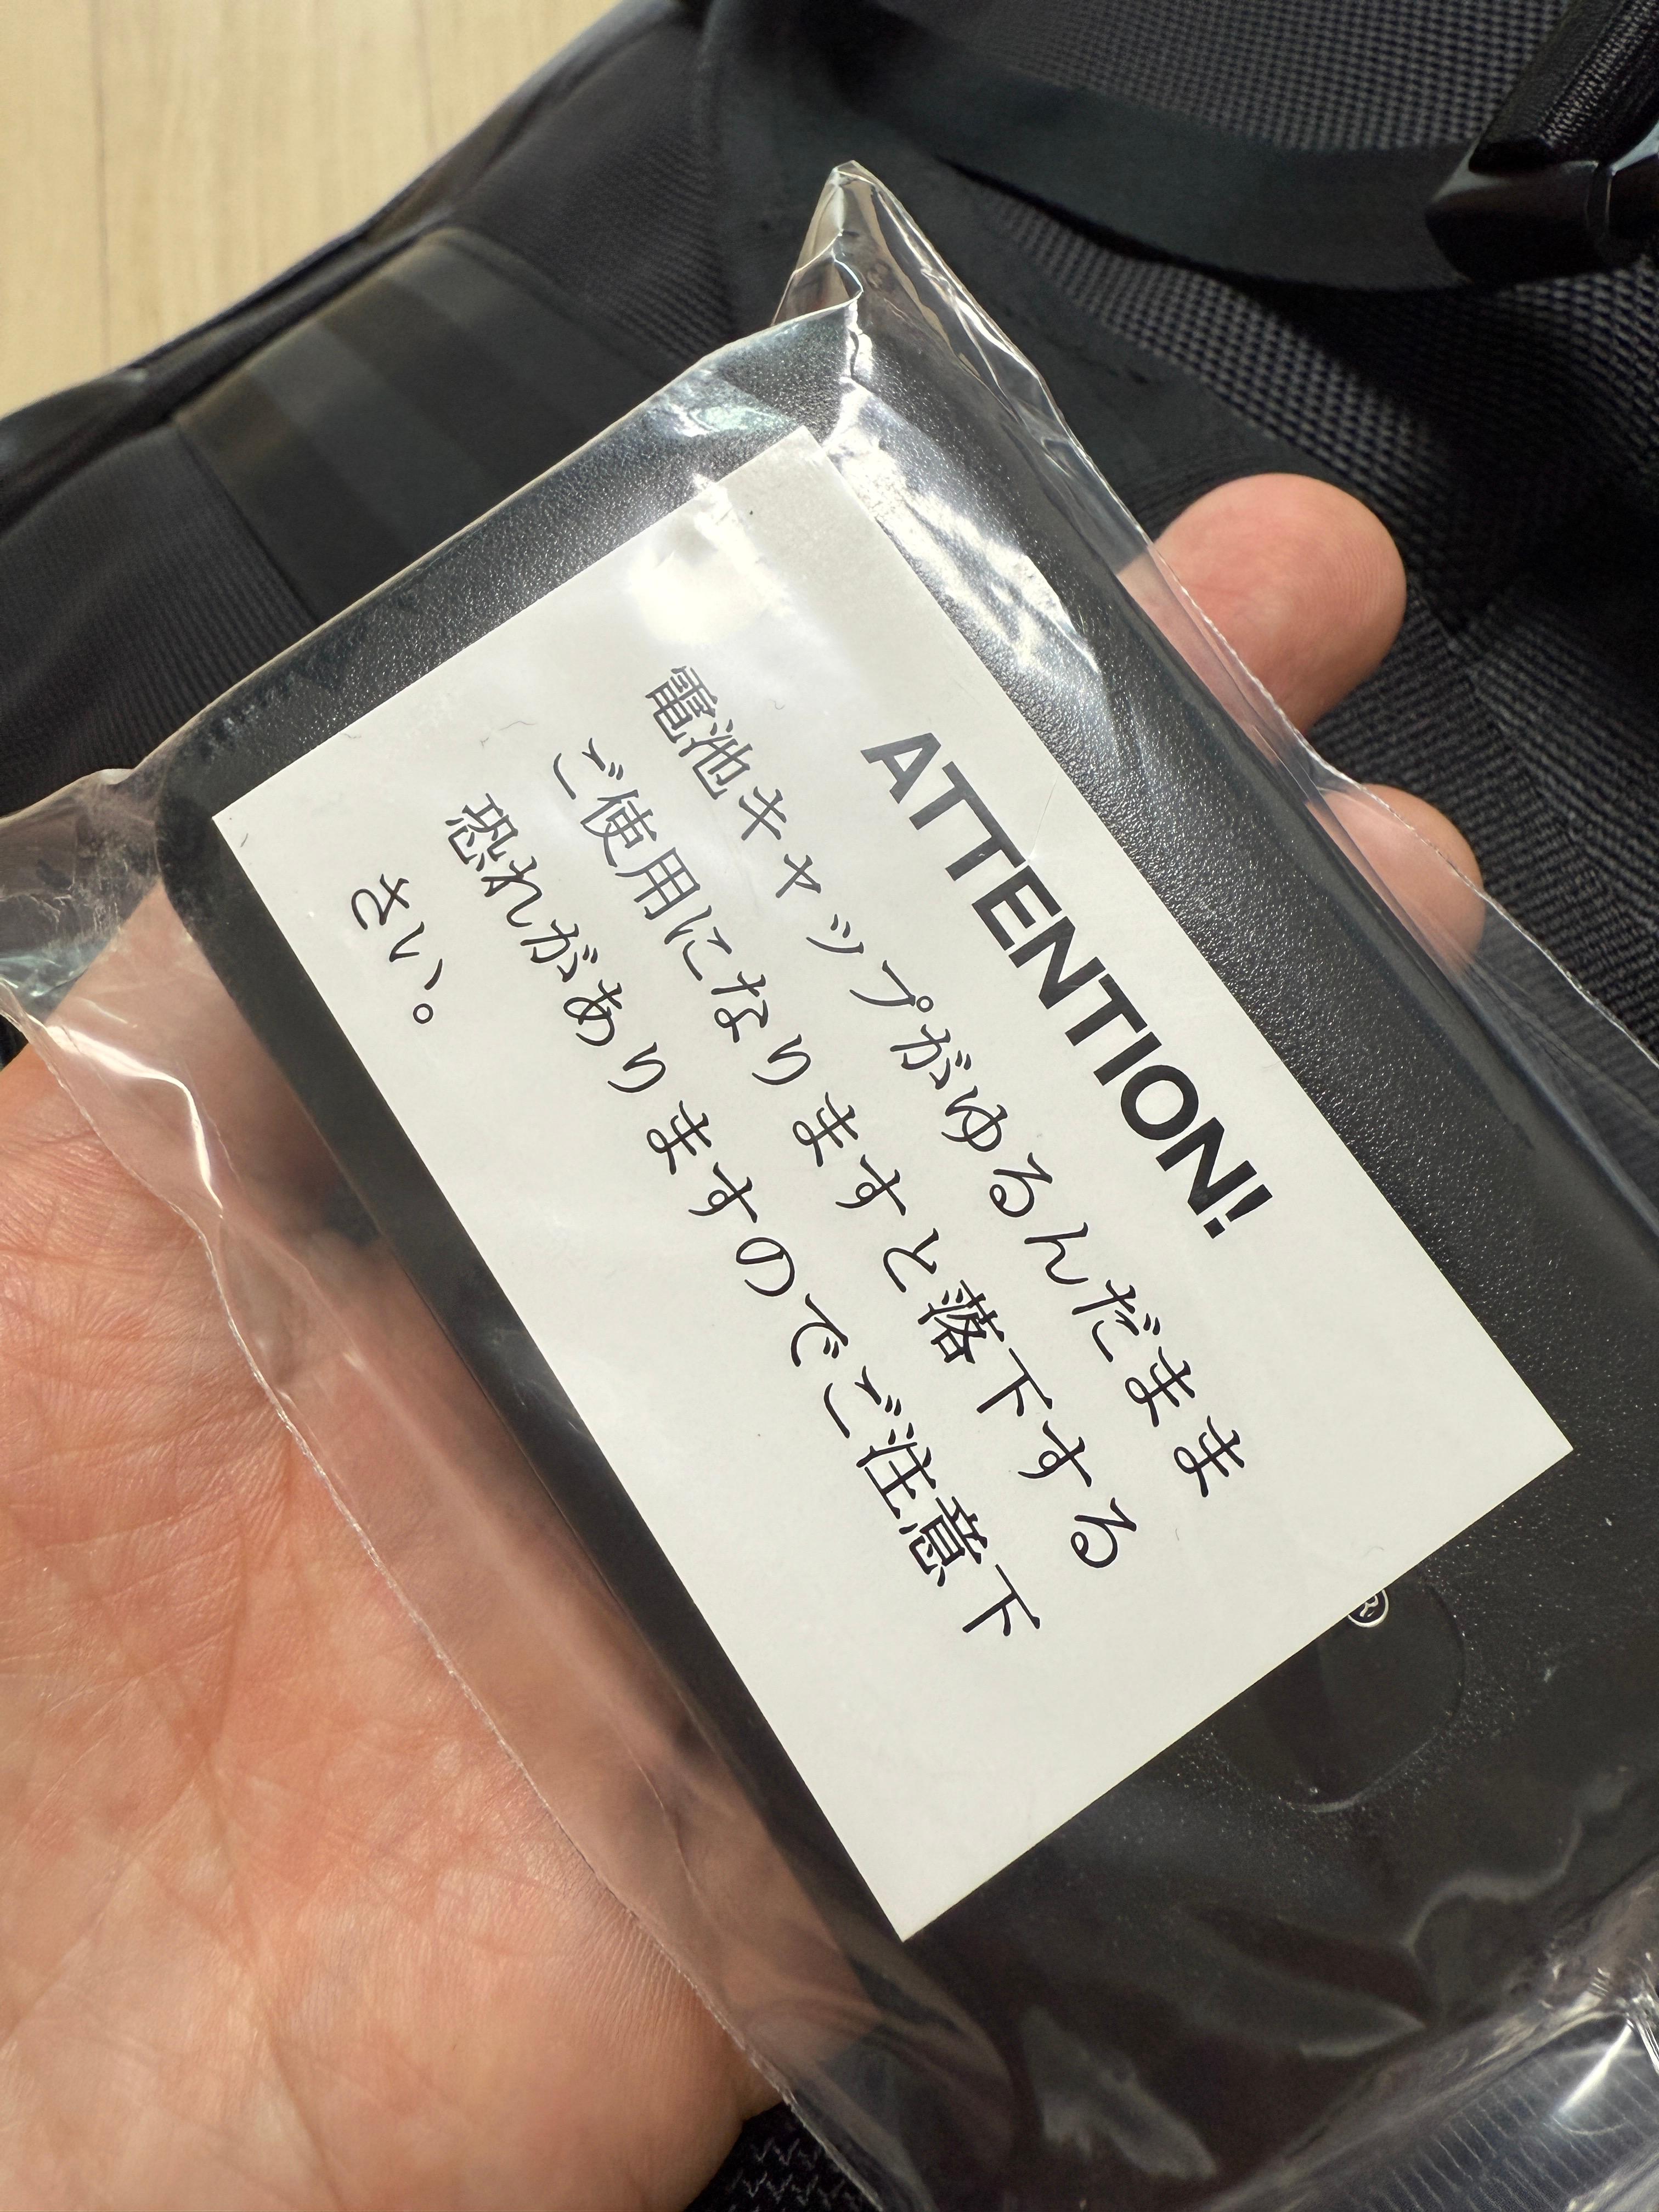 ATTENTION!
電池キャップがゆるんだまま
ご使用になりますと落下する
恐れがありますのでご注意下
さい。
®